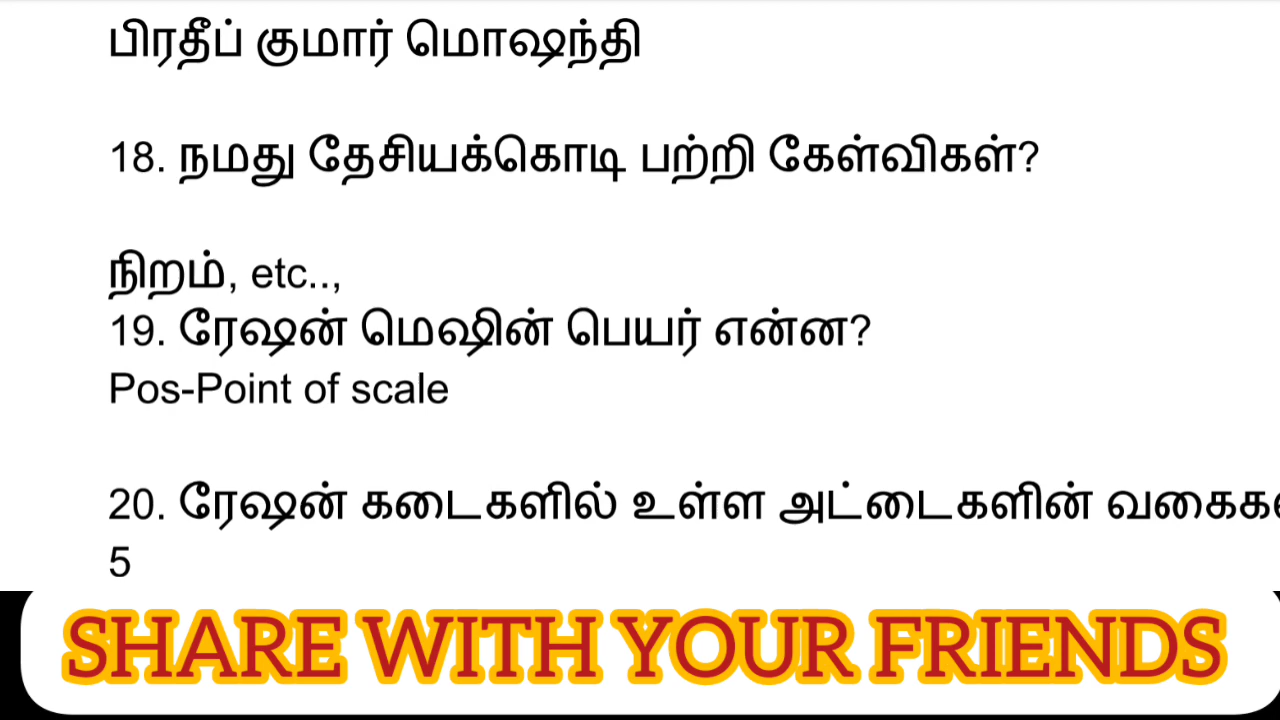 பிரதீப் குமார் மொஷந்தி
18. நமது தேசியக்கொடி பற்றி கேள்விகள்?
நிறம், etc..,
19. ரேஷன் மெஷின் பெயர் என்ன?
Pos-Point of scale
20. ரேஷன் கடைகளில் உள்ள அட்டைகளின்
5
SHARE WITH YOUR FRIENDS